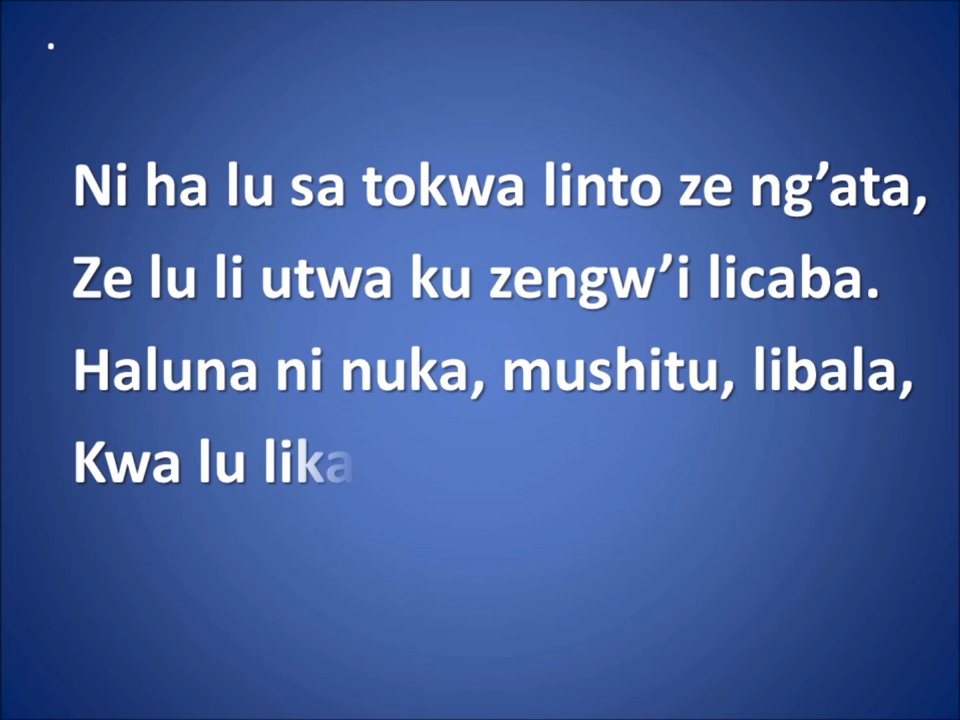 .
Ni ha lu sa tokwa linto ze ng’ata,
Ze lu li utwa ku zengw’i licaba.
Haluna ni nuka, mushitu, libala,
Kwa lu lika